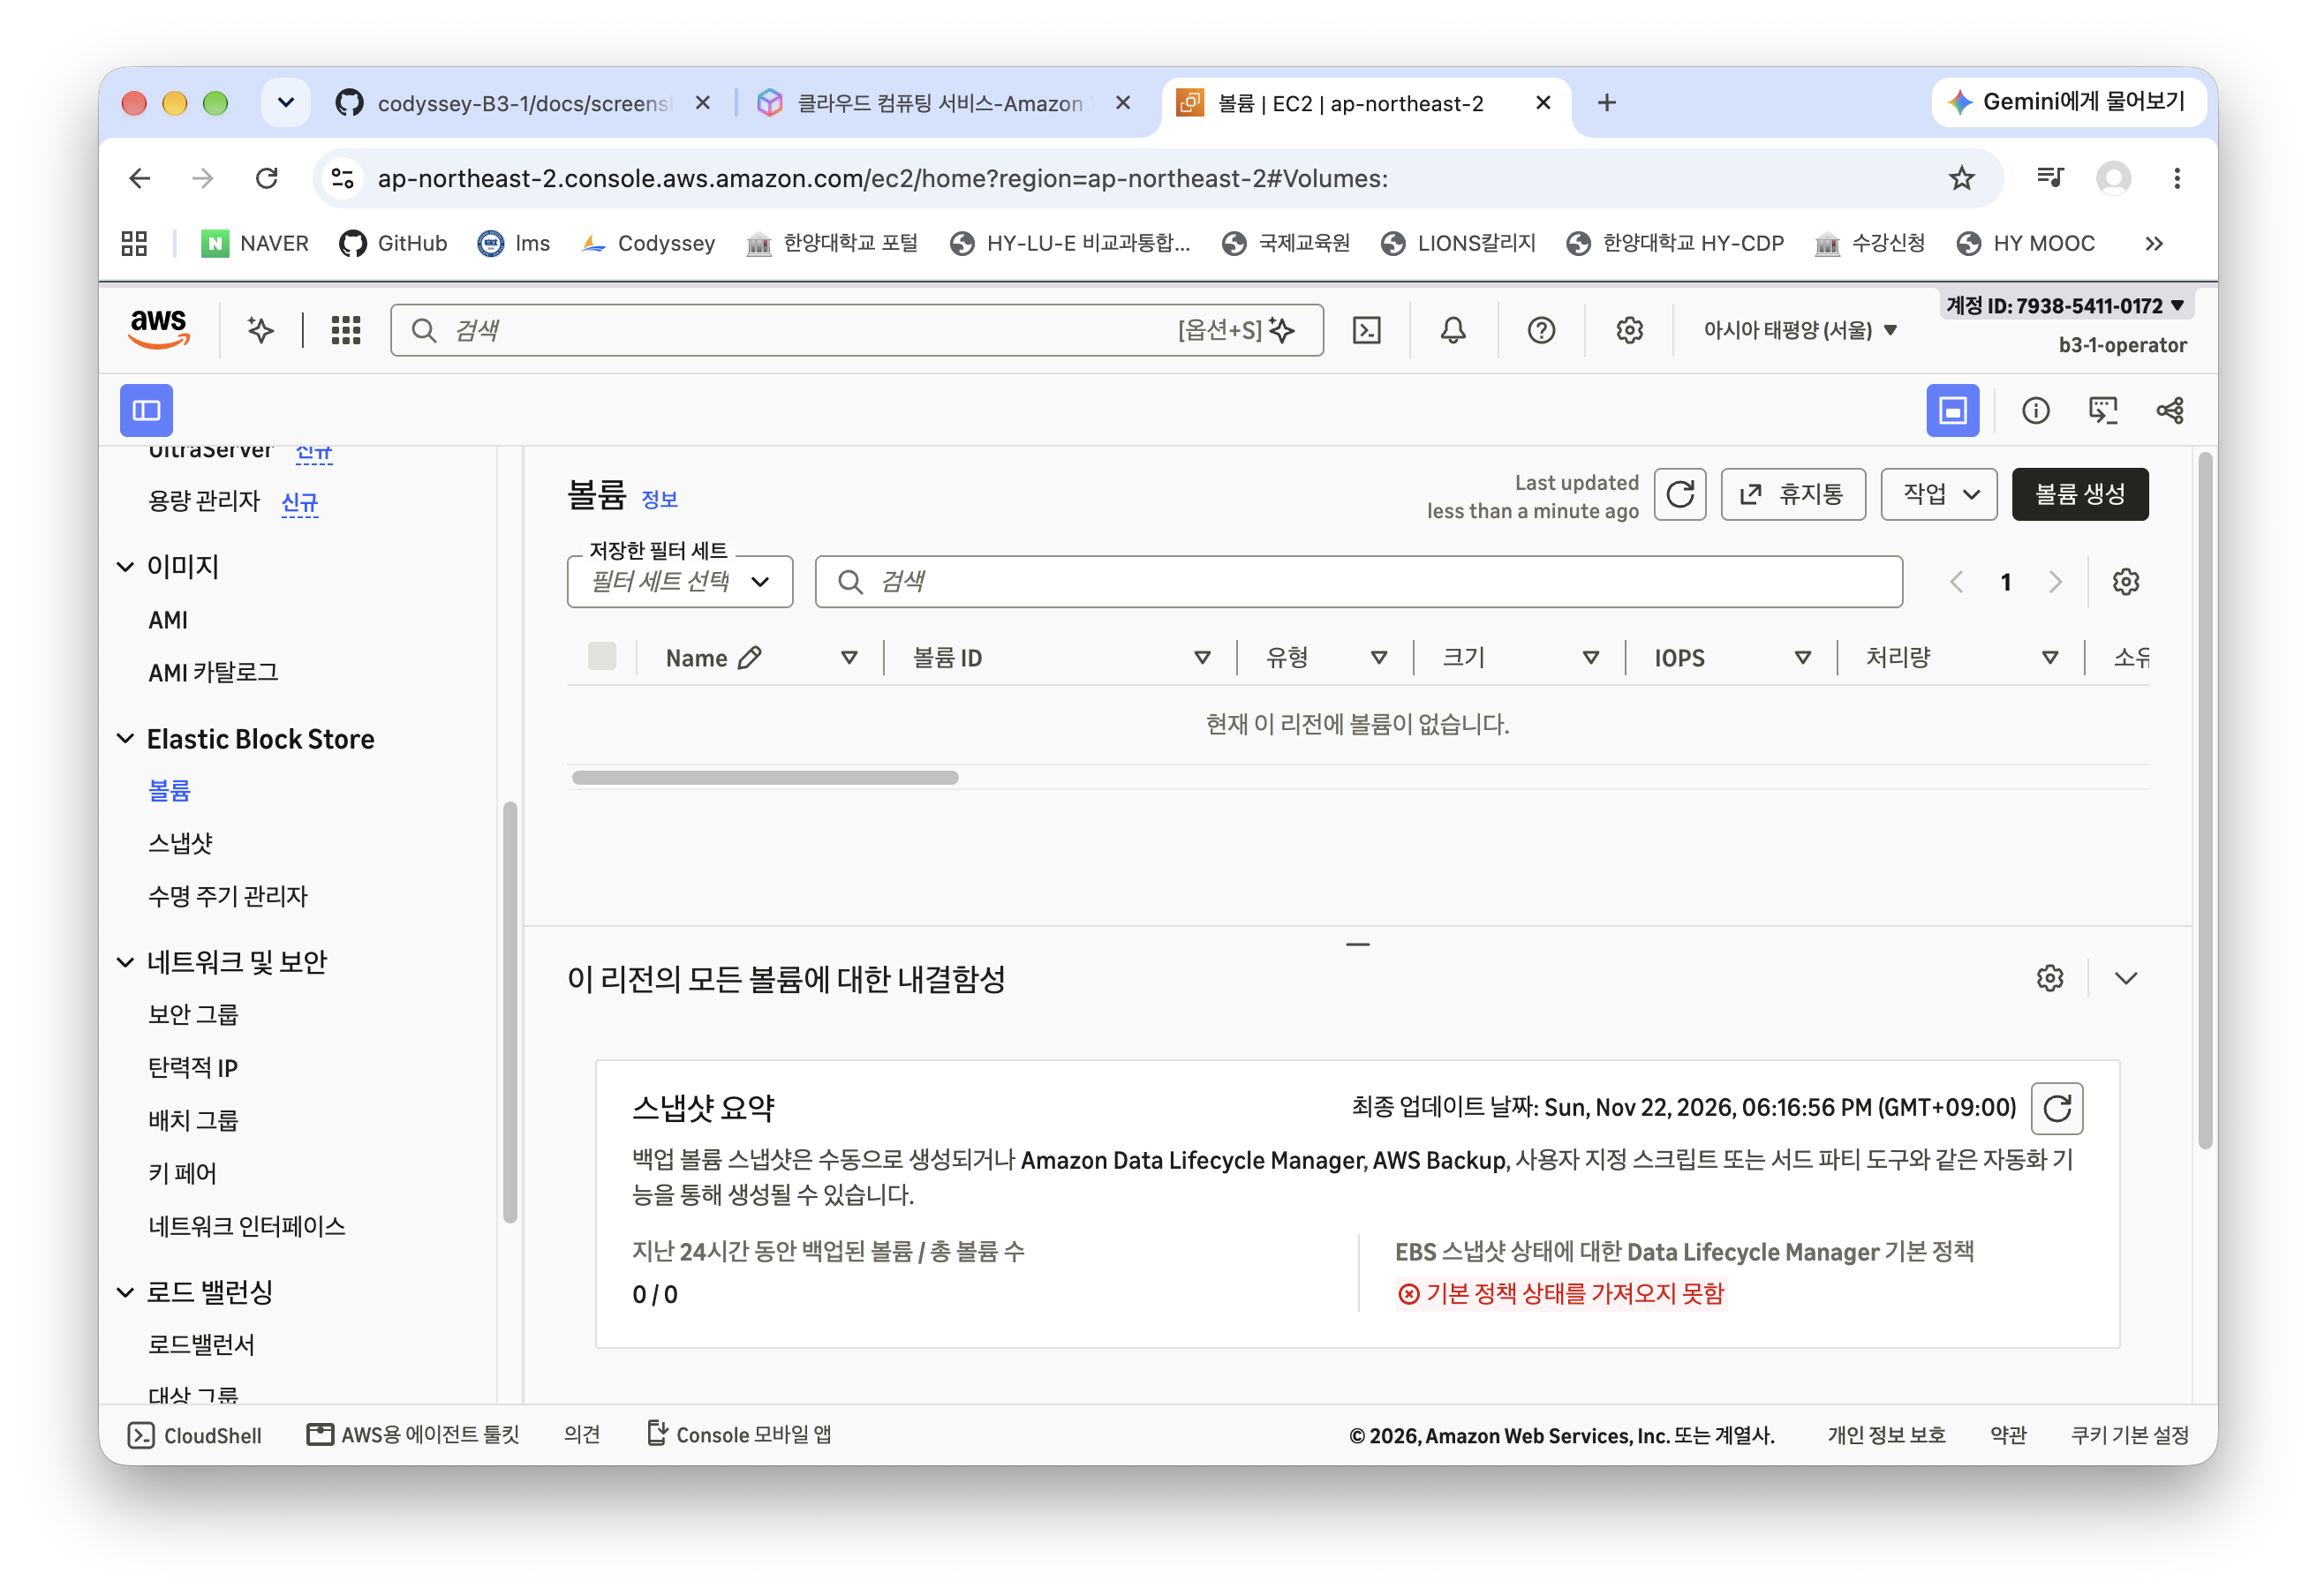 codyssey-B3-1/docs/screens
클라우드 컴퓨팅 서비스-Amazon
볼륨 | EC2 | ap-northeast-2
Gemini에게 물어보기
ap-northeast-2.console.aws.amazon.com/ec2/home?region=ap-northeast-2#Volumes:
NAVER
GitHub
lms
Codyssey
한양대학교 포털
HY-LU-E 비교과통합...
국제교육원
LIONS칼리지
한양대학교 HY-CDP
수강신청
HY MOOC
aws
검색
[옵션+S]
아시아 태평양 (서울)
계정 ID: 7938-5411-0172
b3-1-operator
UltraServer 신규
용량 관리자 신규
이미지
AMI
AMI 카탈로그
Elastic Block Store
볼륨
스냅샷
수명 주기 관리자
네트워크 및 보안
보안 그룹
탄력적 IP
배치 그룹
키 페어
네트워크 인터페이스
로드 밸런싱
로드밸런서
대상 그룹
볼륨 정보
Last updated
less than a minute ago
휴지통
작업
볼륨 생성
저장한 필터 세트
필터 세트 선택
검색
1
Name
볼륨 ID
유형
크기
IOPS
처리량
소유
현재 이 리전에 볼륨이 없습니다.
이 리전의 모든 볼륨에 대한 내결함성
스냅샷 요약
최종 업데이트 날짜: Sun, Nov 22, 2026, 06:16:56 PM (GMT+09:00)
백업 볼륨 스냅샷은 수동으로 생성되거나 Amazon Data Lifecycle Manager, AWS Backup, 사용자 지정 스크립트 또는 서드 파티 도구와 같은 자동화 기
능을 통해 생성될 수 있습니다.
지난 24시간 동안 백업된 볼륨 / 총 볼륨 수
0 / 0
EBS 스냅샷 상태에 대한 Data Lifecycle Manager 기본 정책
기본 정책 상태를 가져오지 못함
CloudShell
AWS용 에이전트 툴킷
의견
Console 모바일 앱
© 2026, Amazon Web Services, Inc. 또는 계열사.
개인 정보 보호
약관
쿠키 기본 설정